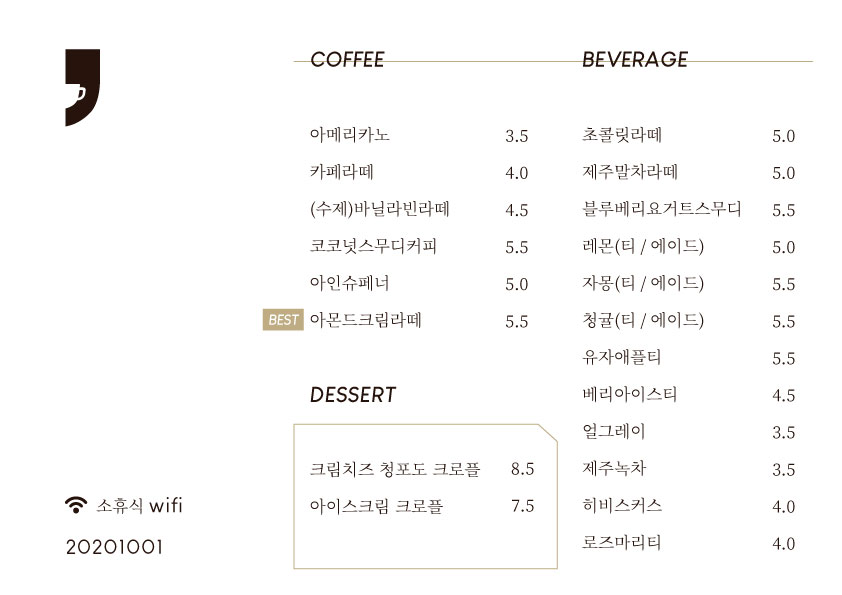 COFFEE
아메리카노 3.5
카페라떼 4.0
(수제)바닐라빈라떼 4.5
코코넛스무디커피 5.5
아인슈페너 5.0
BEST 아몬드크림라떼 5.5
DESSERT
크림치즈 청포도 크로플 8.5
아이스크림 크로플 7.5
BEVERAGE
초콜릿라떼 5.0
제주말차라떼 5.0
블루베리요거트스무디 5.5
레몬(티 / 에이드) 5.0
자몽(티 / 에이드) 5.5
청귤(티 / 에이드) 5.5
유자애플티 5.5
베리아이스티 4.5
얼그레이 3.5
제주녹차 3.5
히비스커스 4.0
로즈마리티 4.0
소휴식 wifi
20201001